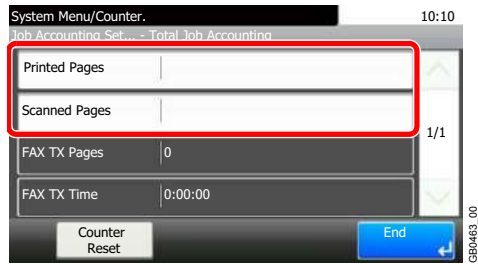 System Menu/Counter.
10:10
Job Accounting Set... - Total Job Accounting
Printed Pages
Scanned Pages
1/1
FAX TX Pages 0
FAX TX Time 0:00:00
Counter
Reset
End
GB0463_00